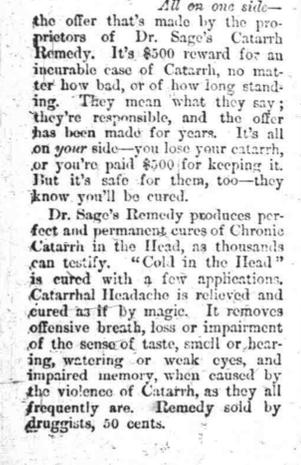 All on one side—
the offer that's made by the pro-
prietors of Dr. Sage's Catarrh
Remedy. It's $500 reward for an
incurable case of Catarrh, no mat-
ter how bad, or of how long stand-
ing. They mean what they say;
they're responsible, and the offer
has been made for years. It's all
on your side—you lose your catarrh,
or you're paid $500 for keeping it.
But it's safe for them, too—they
know you'll be cured.
Dr. Sage's Remedy produces per-
fect and permanent cures of Chronic
Catarrh in the Head, as thousands
can testify. "Cold in the Head"
is cured with a few applications.
Catarrhal Headache is relieved and
cured as if by magic. It removes
offensive breath, loss or impairment
of the sense of taste, smell or hear-
ing, watering or weak eyes, and
impaired memory, when caused by
the violence of Catarrh, as they all
frequently are. Remedy sold by
druggists, 50 cents.